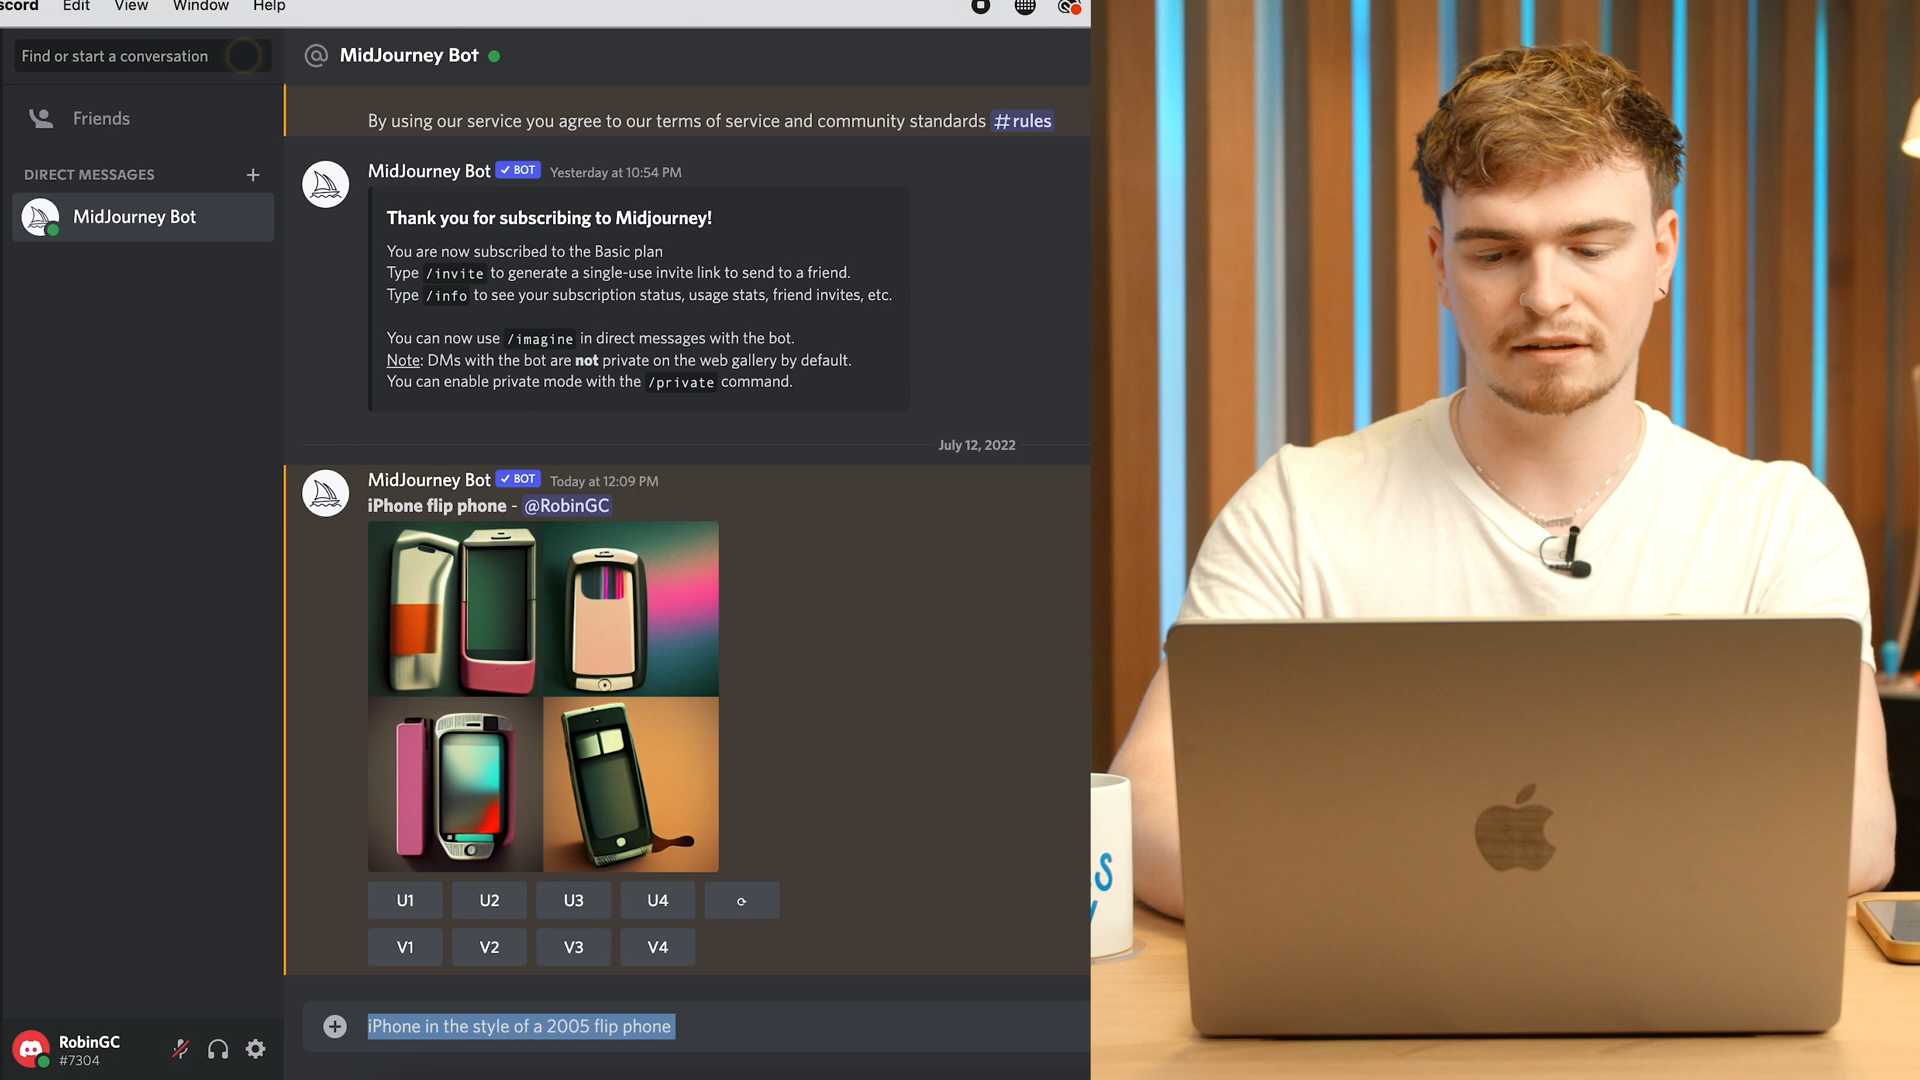 scord Edit View Window Help
Find or start a conversation
Friends
DIRECT MESSAGES +
MidJourney Bot
RobinGC
#7304
@ MidJourney Bot
By using our service you agree to our terms of service and community standards #rules
MidJourney Bot ✓ BOT Yesterday at 10:54 PM
Thank you for subscribing to Midjourney!
You are now subscribed to the Basic plan
Type /invite to generate a single-use invite link to send to a friend.
Type /info to see your subscription status, usage stats, friend invites, etc.
You can now use /imagine in direct messages with the bot.
Note: DMs with the bot are not private on the web gallery by default.
You can enable private mode with the /private command.
July 12, 2022
MidJourney Bot ✓ BOT Today at 12:09 PM
iPhone flip phone - @RobinGC
U1 U2 U3 U4
V1 V2 V3 V4
iPhone in the style of a 2005 flip phone
S